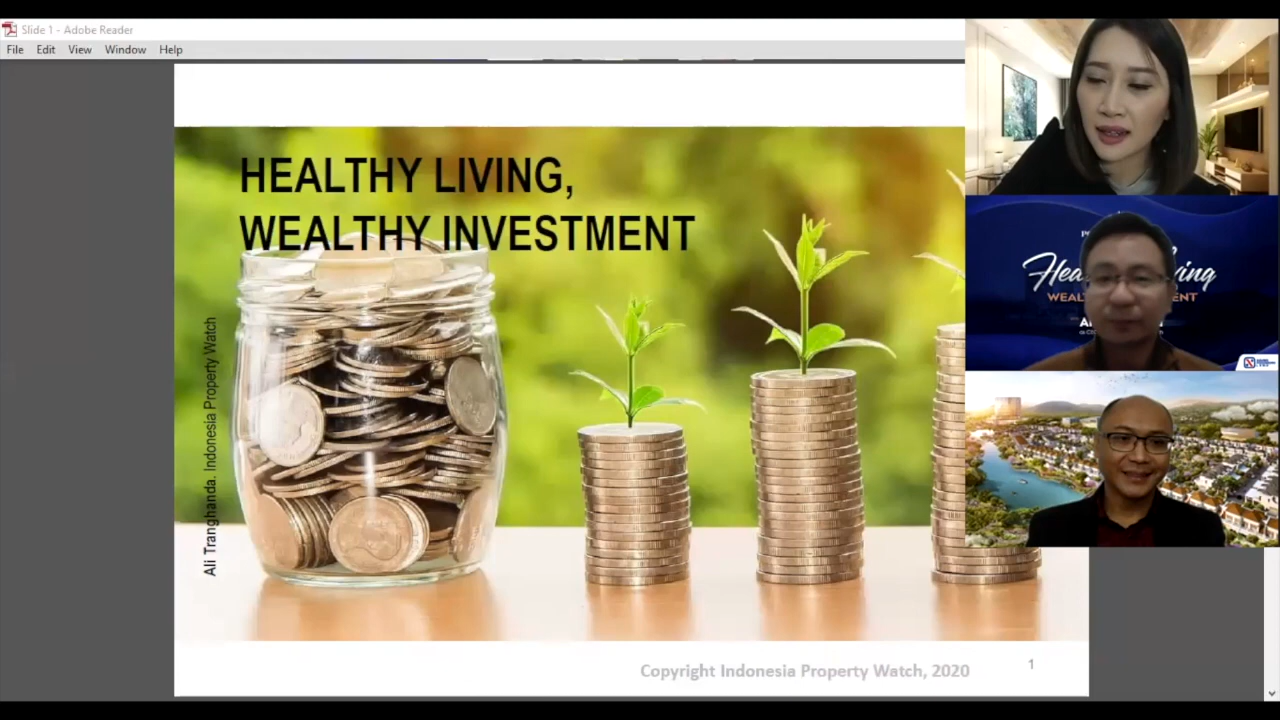 Slide 1 - Adobe Reader
File Edit View Window Help
HEALTHY LIVING,
WEALTHY INVESTMENT
Ali Tranghanda. Indonesia Property Watch
Copyright Indonesia Property Watch, 2020
1